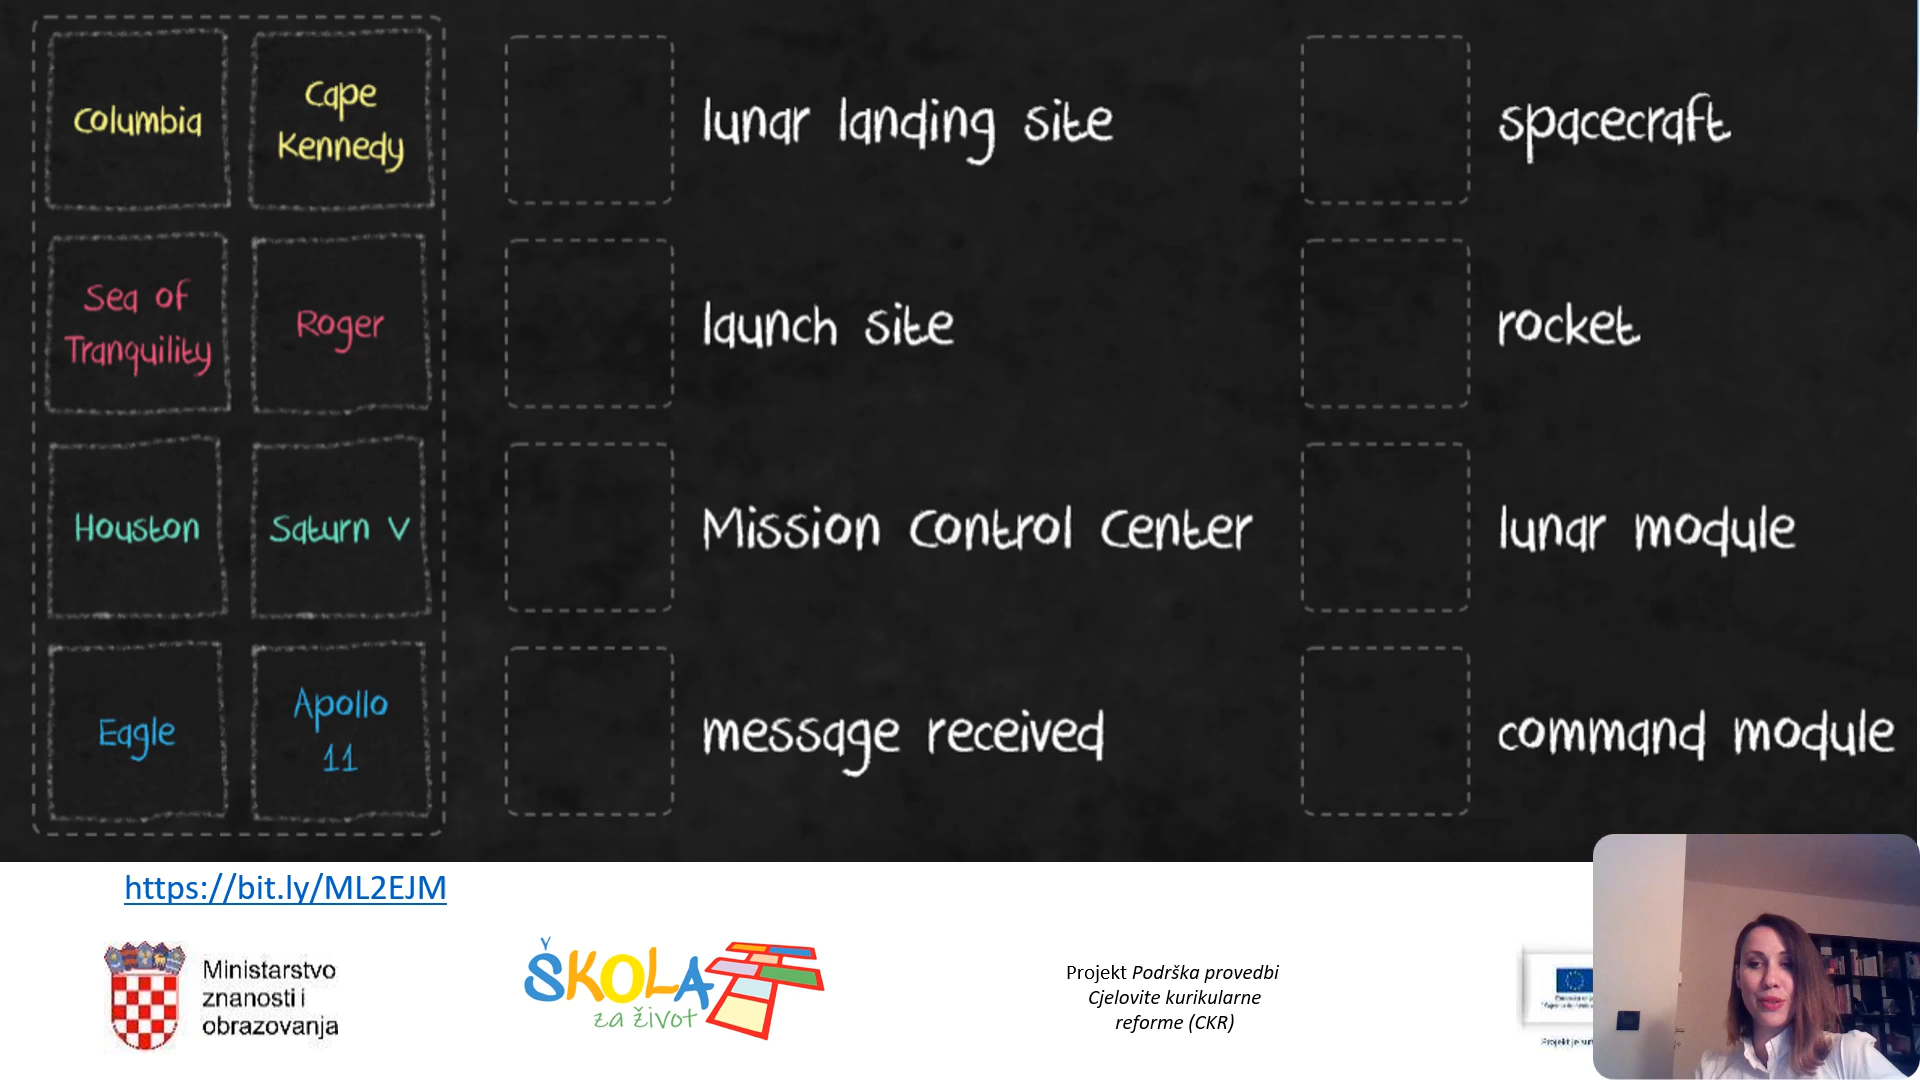 Columbia
Cape
Kennedy
Sea of
Tranquility
Roger
Houston
Saturn V
Eagle
Apollo
11
lunar landing site
launch site
Mission Control Center
message received
spacecraft
rocket
lunar module
command module
https://bit.ly/ML2EJM
Ministarstvo
znanosti i
obrazovanja
ŠKOLA
za život
Projekt Podrška provedbi
Cjelovite kurikularne
reforme (CKR)